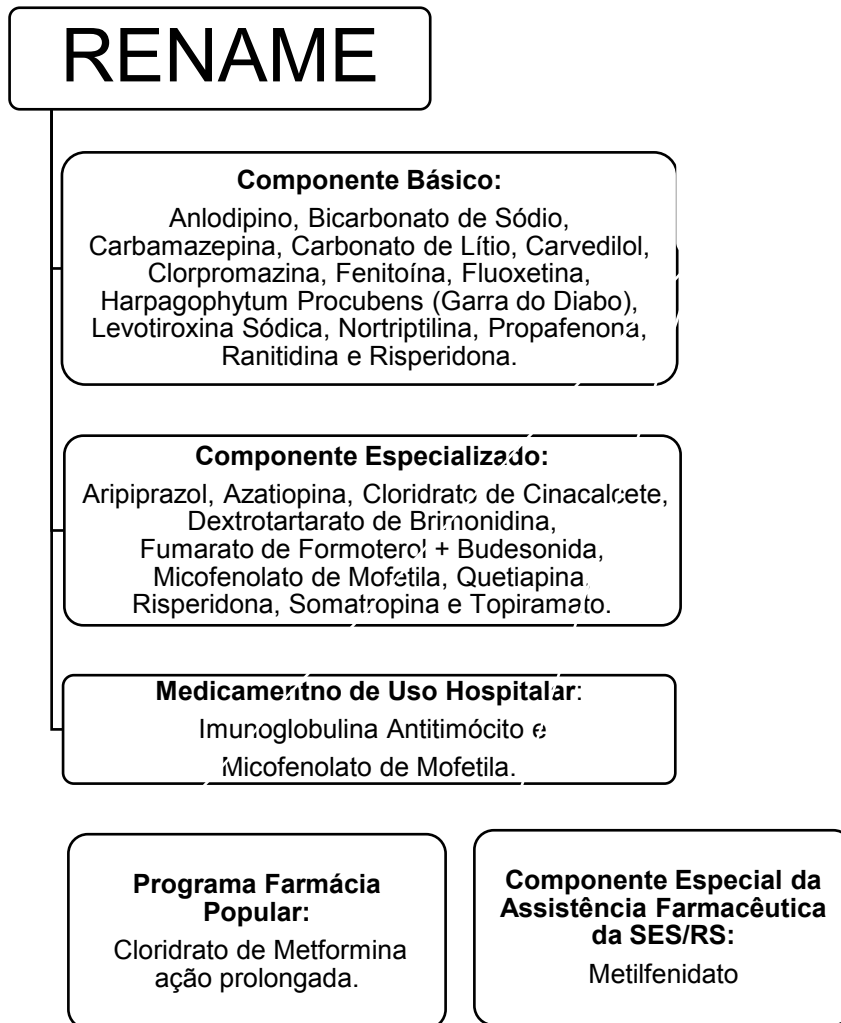 RENAME
Componente Básico:
Anlodipino, Bicarbonato de Sódio,
Carbamazepina, Carbonato de Lítio, Carvedilol,
Clorpromazina, Fenitoína, Fluoxetina,
Harpagophytum Procubens (Garra do Diabo),
Levotiroxina Sódica, Nortriptilina, Propafenona,
Ranitidina e Risperidona.
Componente Especializado:
Aripiprazol, Azatiopina, Cloridrato de Cinacalcete,
Dextrotartarato de Brimonidina,
Fumarato de Formoterol + Budesonida,
Micofenolato de Mofetila, Quetiapina,
Risperidona, Somatropina e Topiramato.
Medicamentno de Uso Hospitalar:
Imunoglobulina Antitimócito e
Micofenolato de Mofetila.
Programa Farmácia
Popular:
Cloridrato de Metformina
ação prolongada.
Componente Especial da
Assistência Farmacêutica
da SES/RS:
Metilfenidato